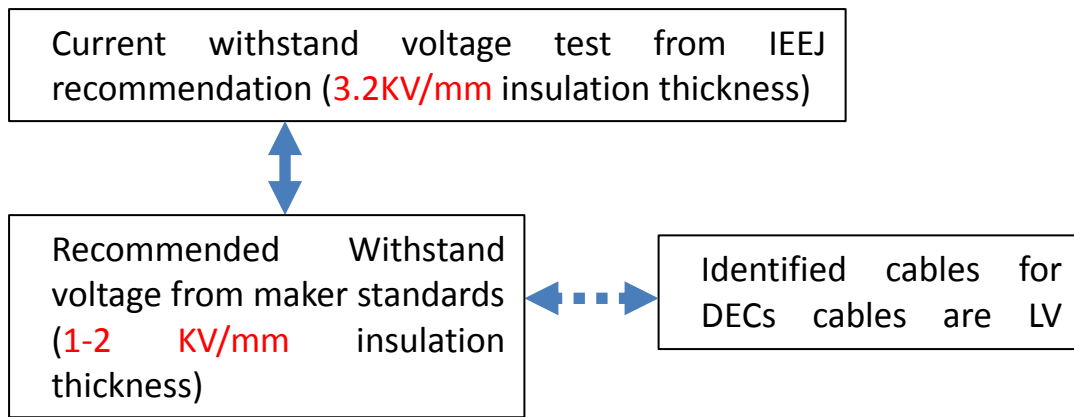 Current withstand voltage test from IEEJ
recommendation (3.2KV/mm insulation thickness)
Recommended Withstand
voltage from maker standards
(1-2 KV/mm insulation
thickness)
Identified cables for
DECs cables are LV